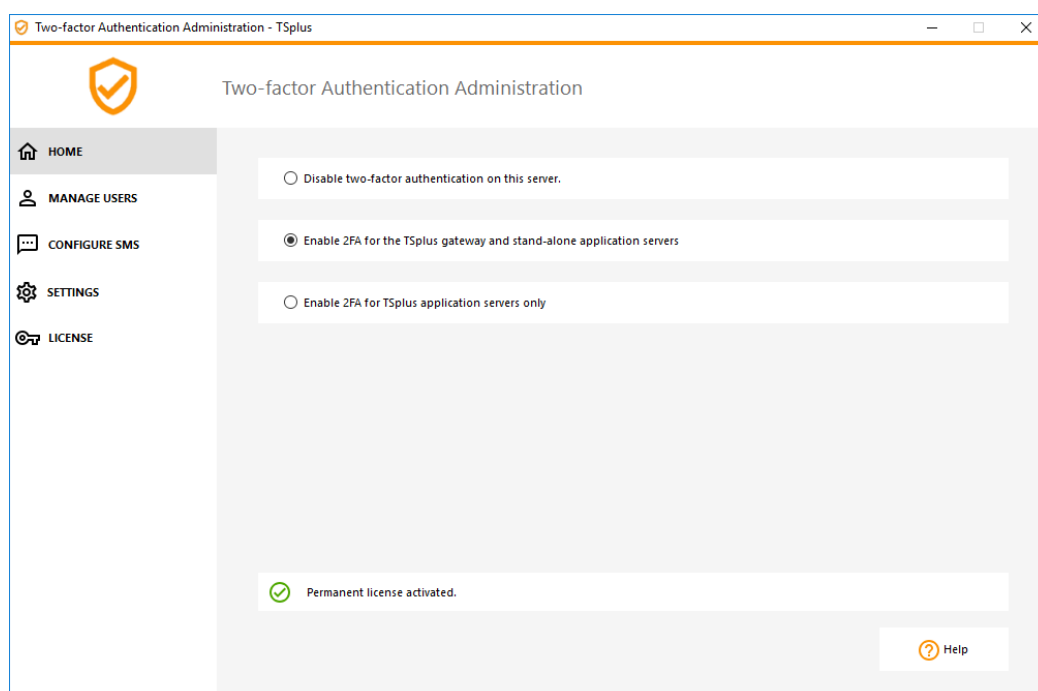 Two-factor Authentication Administration - TSplus
Two-factor Authentication Administration
HOME
MANAGE USERS
CONFIGURE SMS
SETTINGS
LICENSE
Disable two-factor authentication on this server.
Enable 2FA for the TSplus gateway and stand-alone application servers
Enable 2FA for TSplus application servers only
Permanent license activated.
Help